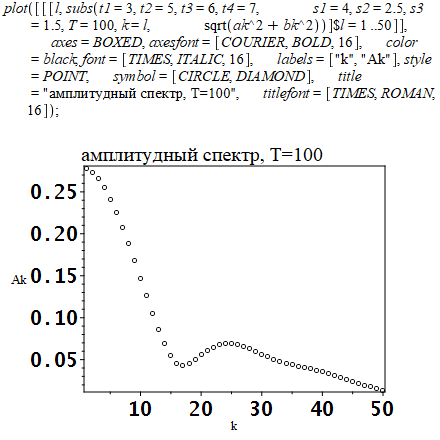 plot([[[l, subs(t1 = 3, t2 = 5, t3 = 6, t4 = 7, s1 = 4, s2 = 2.5, s3
= 1.5, T = 100, k = l, sqrt(ak^2 + bk^2))]$l = 1 ..50]],
axes = BOXED, axesfont = [COURIER, BOLD, 16], color
= black, font = [TIMES, ITALIC, 16], labels = ["k", "Ak"], style
= POINT, symbol = [CIRCLE, DIAMOND], title
= "амплитудный спектр, T=100", titlefont = [TIMES, ROMAN,
16]);
амплитудный спектр, T=100
0.25
0.20
0.15
Ak
0.10
0.05
10 20 30 40 50
k